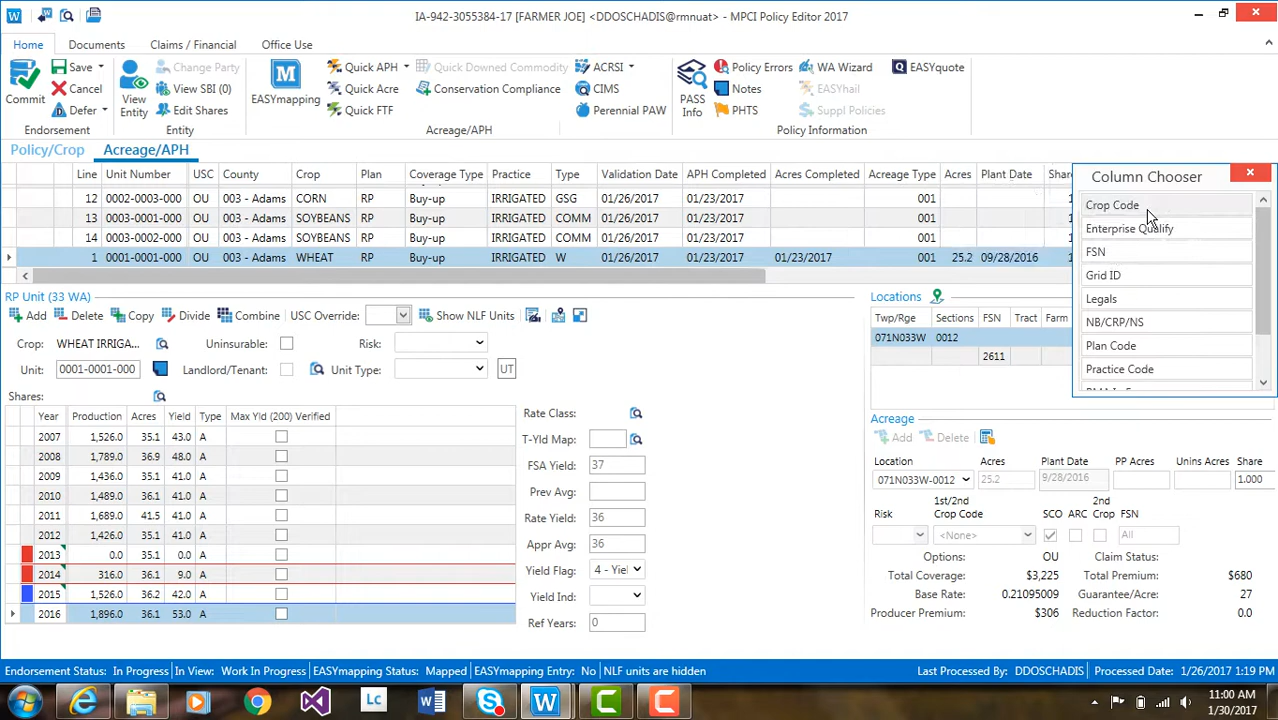 IA-942-3055384-17 [FARMER JOE] <DDOSCHADIS@rmnuat> - MPCI Policy Editor 2017
Home Documents Claims / Financial Office Use
Commit Save Cancel Defer View Entity Change Party View SBI (0) Edit Shares EASYmapping Quick APH Quick Acre Quick FTF Quick Downed Commodity Conservation Compliance ACRSI CIMS Perennial PAW PASS Info Policy Errors Notes PHTS WA Wizard EASYhail Suppl Policies EASYquote
Endorsement Entity Acreage/APH Policy Information
Policy/Crop Acreage/APH
Line Unit Number USC County Crop Plan Coverage Type Practice Type Validation Date APH Completed Acres Completed Acreage Type Acres Plant Date
12 0002-0003-000 OU 003 - Adams CORN RP Buy-up IRRIGATED GSG 01/26/2017 01/23/2017 001
13 0003-0001-000 OU 003 - Adams SOYBEANS RP Buy-up IRRIGATED COMM 01/26/2017 01/23/2017 001
14 0003-0002-000 OU 003 - Adams SOYBEANS RP Buy-up IRRIGATED COMM 01/26/2017 01/23/2017 001
1 0001-0001-000 OU 003 - Adams WHEAT RP Buy-up IRRIGATED W 01/26/2017 01/23/2017 01/23/2017 001 25.2 09/28/2016
Column Chooser
Crop Code
Enterprise Qualify
FSN
Grid ID
Legals
NB/CRP/NS
Plan Code
Practice Code
RP Unit (33 WA)
Add Delete Copy Divide Combine USC Override: Show NLF Units
Crop: WHEAT IRRIGA... Uninsurable: Risk:
Unit: 0001-0001-000 Landlord/Tenant: Unit Type: UT
Shares:
Year Production Acres Yield Type Max Yld (200) Verified
2007 1,526.0 35.1 43.0 A
2008 1,789.0 36.9 48.0 A
2009 1,436.0 35.1 41.0 A
2010 1,489.0 36.1 41.0 A
2011 1,689.0 41.5 41.0 A
2012 1,426.0 35.1 41.0 A
2013 0.0 35.1 0.0 A
2014 316.0 36.1 9.0 A
2015 1,526.0 36.2 42.0 A
2016 1,896.0 36.1 53.0 A
Rate Class:
T-Yld Map:
FSA Yield: 37
Prev Avg:
Rate Yield: 36
Appr Avg: 36
Yield Flag: 4 - Yiel
Yield Ind:
Ref Years: 0
Locations
Twp/Rge Sections FSN Tract Farm
071N033W 0012
2611
Acreage
Add Delete
Location Acres Plant Date PP Acres Unins Acres Share
071N033W-0012 25.2 9/28/2016 1.000
Risk 1st/2nd Crop Code SCO ARC 2nd Crop FSN
<None> All
Options: OU Claim Status:
Total Coverage: $3,225 Total Premium: $680
Base Rate: 0.21095009 Guarantee/Acre: 27
Producer Premium: $306 Reduction Factor: 0.0
Endorsement Status: In Progress In View: Work In Progress EASYmapping Status: Mapped EASYmapping Entry: No NLF units are hidden Last Processed By: DDOSCHADIS Processed Date: 1/26/2017 1:19 PM
11:00 AM
1/30/2017